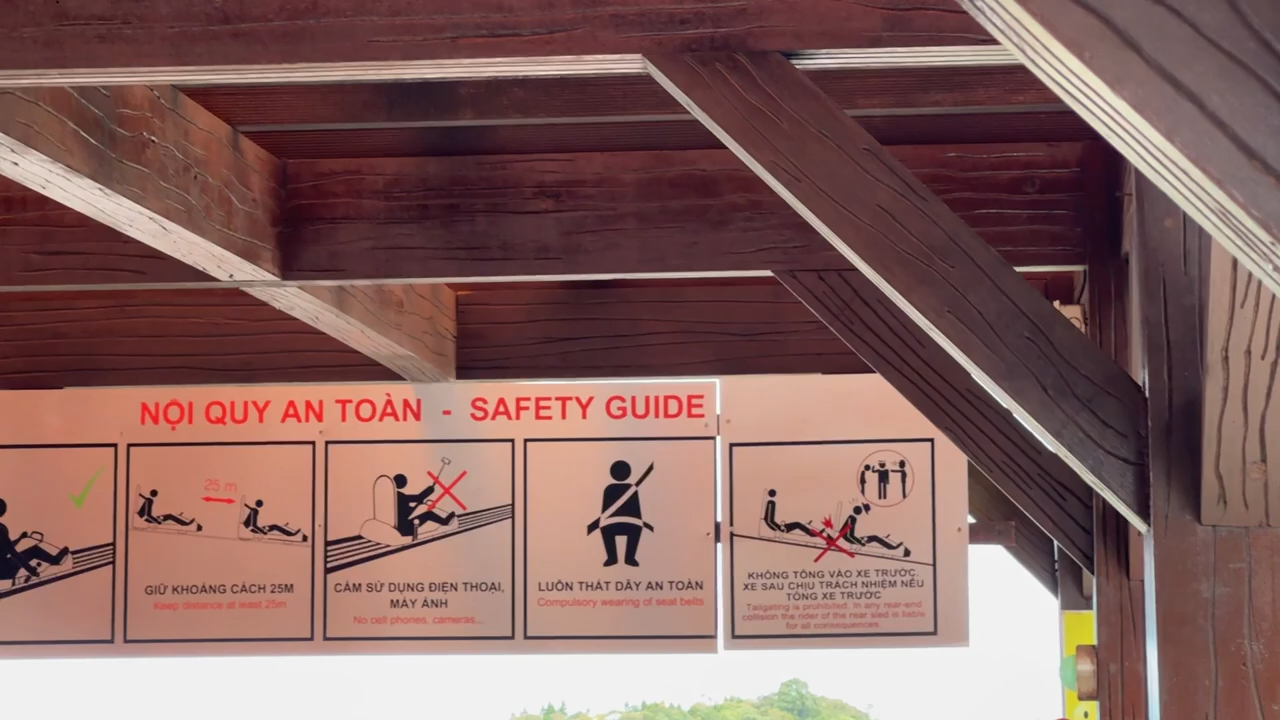 NỘI QUY AN TOÀN - SAFETY GUIDE
25 m
GIỮ KHOẢNG CÁCH 25M
Keep distance at least 25m
CẤM SỬ DỤNG ĐIỆN THOẠI,
MÁY ẢNH
No cell phones, cameras...
LUÔN THẮT DÂY AN TOÀN
Compulsory wearing of seat belts
KHÔNG TÔNG VÀO XE TRƯỚC.
XE SAU CHỊU TRÁCH NHIỆM NẾU
TÔNG XE TRƯỚC
Tailgating is prohibited. In any rear-end
collision the rider of the rear sled is liable
for all consequences.